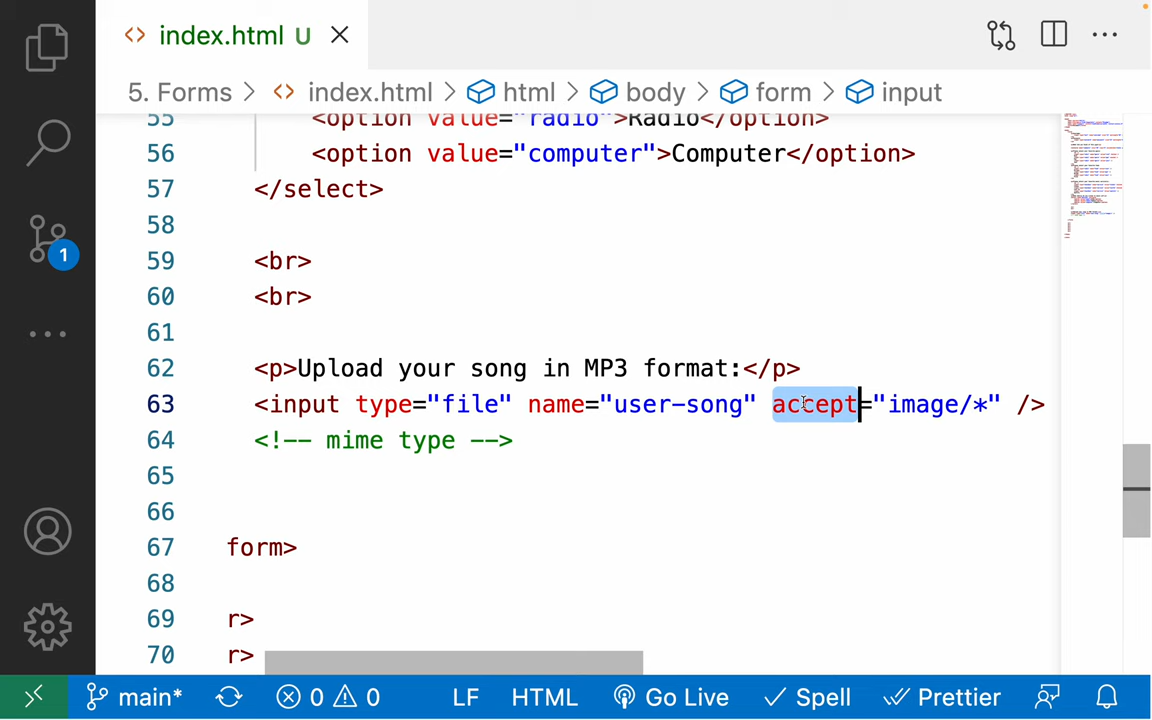 index.html U
5. Forms > index.html > html > body > form > input
55 <option value="radio">Radio</option>
56 <option value="computer">Computer</option>
57 </select>
58
59 <br>
60 <br>
61
62 <p>Upload your song in MP3 format:</p>
63 <input type="file" name="user-song" accept="image/*" />
64 <!-- mime type -->
65
66
67 form>
68
69 r>
70 r>
1
main* 0 0 LF HTML Go Live Spell Prettier